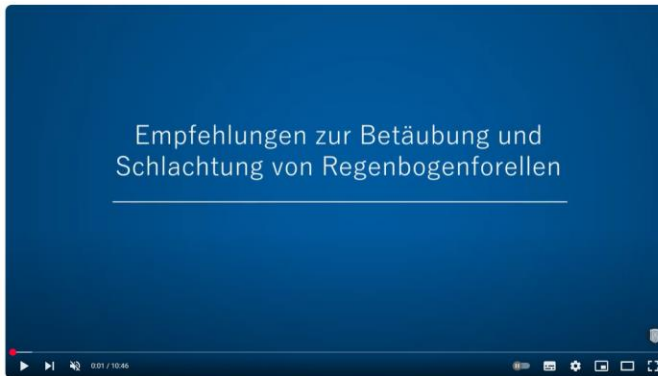 Empfehlungen zur Betäubung und
Schlachtung von Regenbogenforellen
0:01 / 10:46